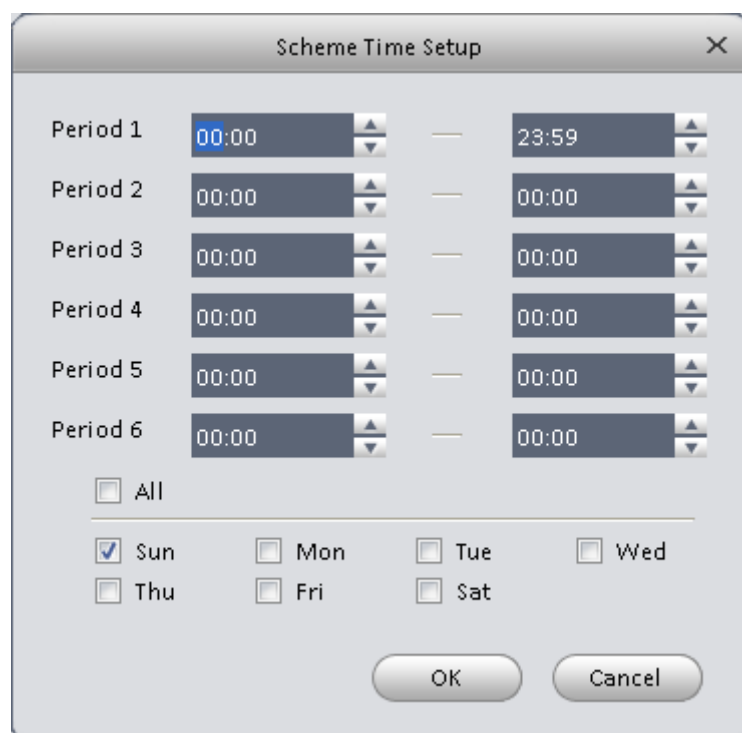 Scheme Time Setup
Period 1 00:00 — 23:59
Period 2 00:00 — 00:00
Period 3 00:00 — 00:00
Period 4 00:00 — 00:00
Period 5 00:00 — 00:00
Period 6 00:00 — 00:00
All
Sun Mon Tue Wed
Thu Fri Sat
OK Cancel